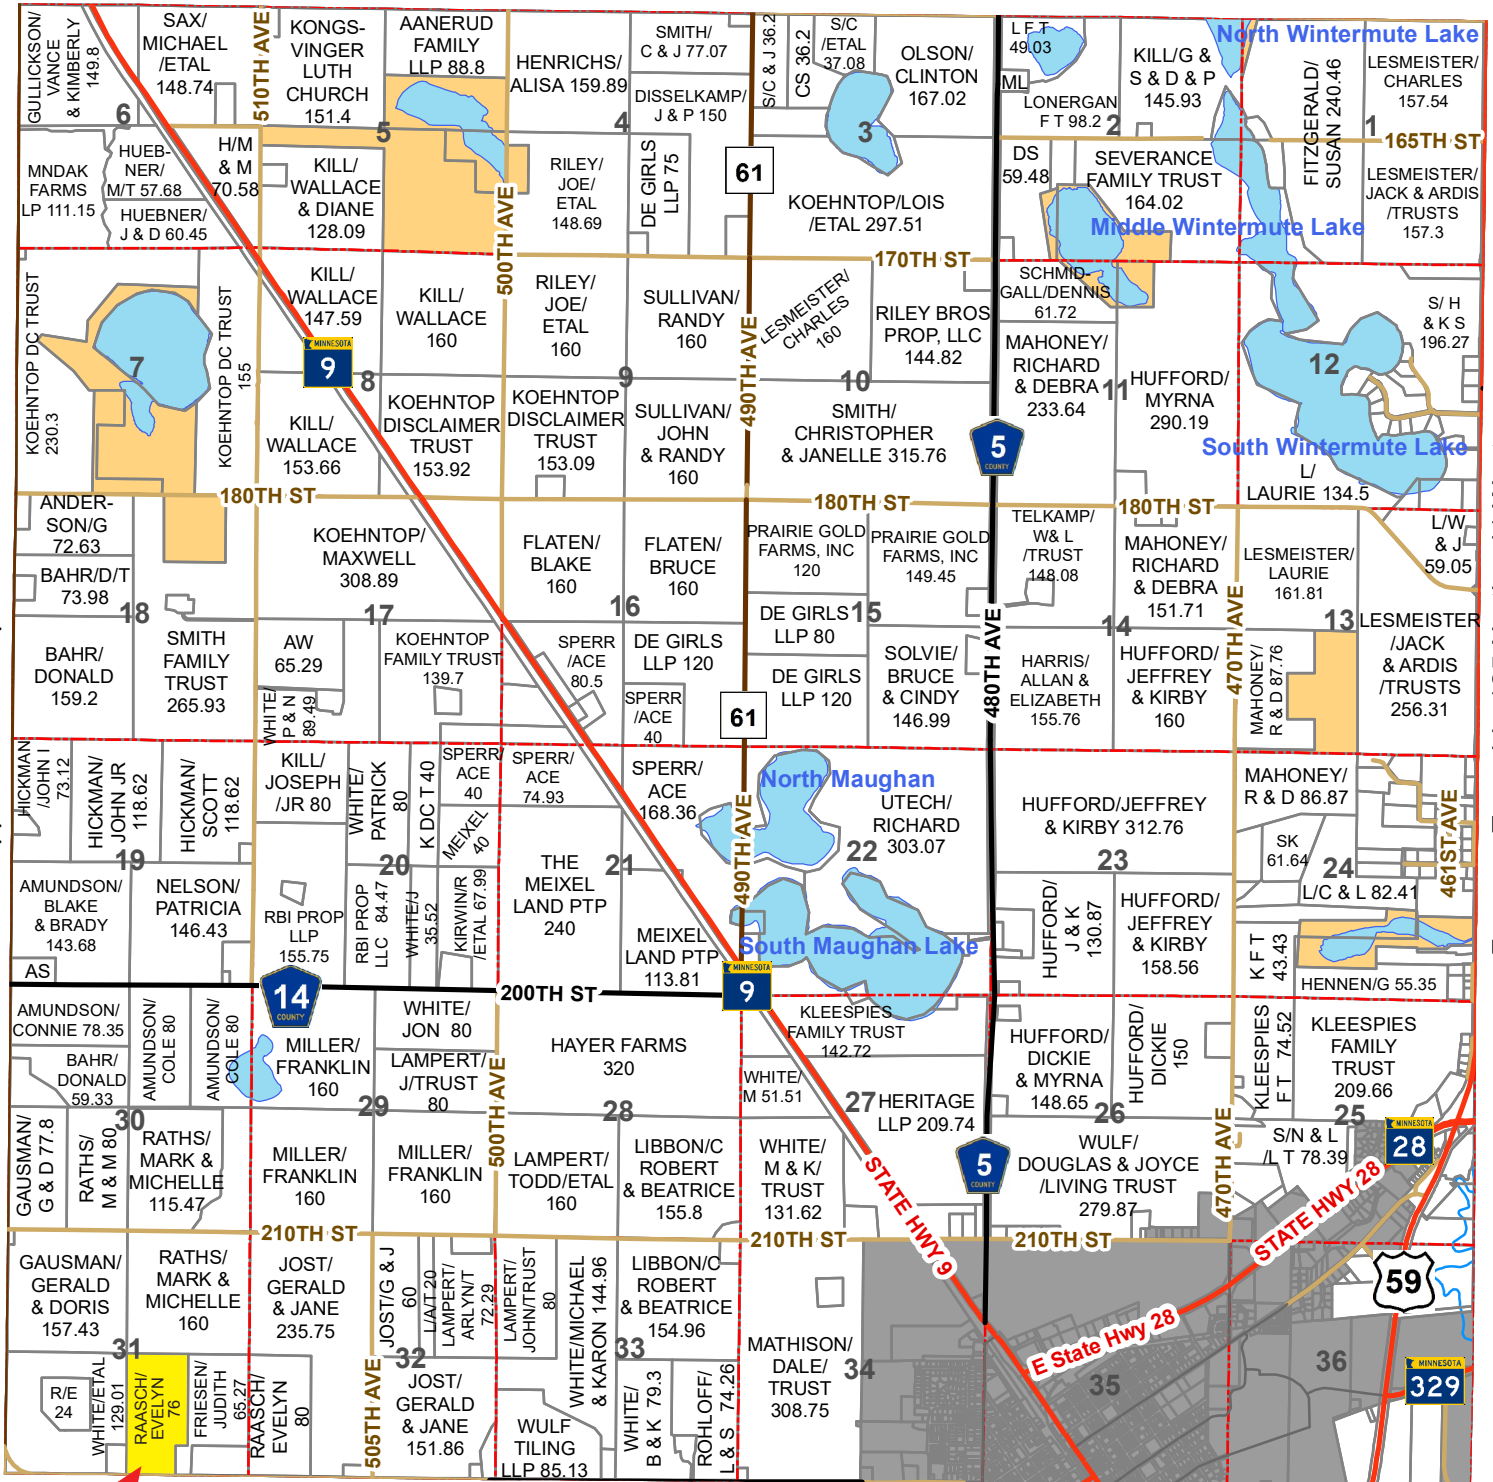 GULLICKSON/
VANCE
& KIMBERLY
149.8
SAX/
MICHAEL
/ETAL
148.74
510TH AVE
KONGS-
VINGER
LUTH
CHURCH
151.4
AANERUD
FAMILY
LLP 88.8
HENRICHS/
ALISA 159.89
SMITH/
C & J 77.07
DISSELKAMP/
J & P 150
61
S/C & J 36.2
CS 36.2
S/C
/ETAL
37.08
OLSON/
CLINTON
167.02
L F T
49.03
ML
LONERGAN
F T 98.2
KILL/G &
S & D & P
145.93
North Wintermute Lake
FITZGERALD/
SUSAN 240.46
LESMEISTER/
CHARLES
157.54
6
5
4
3
2
1
165TH ST
MNDAK
FARMS
LP 111.15
HUEB-
NER/
M/T 57.68
HUEBNER/
J & D 60.45
H/M
& M
70.58
KILL/
WALLACE
& DIANE
128.09
500TH AVE
RILEY/
JOE/
ETAL
148.69
DE GIRLS
LLP 75
KOEHNTOP/LOIS
/ETAL 297.51
DS
59.48
SEVERANCE
FAMILY TRUST
164.02
Middle Wintermute Lake
LESMEISTER/
JACK & ARDIS
/TRUSTS
157.3
170TH ST
KOEHNTOP DC TRUST
230.3
7
KOEHNTOP DC TRUST
155
KILL/
WALLACE
147.59
MINNESOTA
9
8
KILL/
WALLACE
160
RILEY/
JOE/
ETAL
160
9
SULLIVAN/
RANDY
160
490TH AVE
LESMEISTER/
CHARLES
160
RILEY BROS
PROP, LLC
144.82
10
SCHMID-
GALL/DENNIS
61.72
MAHONEY/
RICHARD
& DEBRA
233.64
11
HUFFORD/
MYRNA
290.19
12
S/ H
& K S
196.27
KILL/
WALLACE
153.66
KOEHNTOP
DISCLAIMER
TRUST
153.92
KOEHNTOP
DISCLAIMER
TRUST
153.09
SULLIVAN/
JOHN
& RANDY
160
SMITH/
CHRISTOPHER
& JANELLE 315.76
5
COUNTY
South Wintermute Lake
L/
LAURIE 134.5
180TH ST
180TH ST
180TH ST
ANDER-
SON/G
72.63
BAHR/D/T
73.98
18
BAHR/
DONALD
159.2
SMITH
FAMILY
TRUST
265.93
KOEHNTOP/
MAXWELL
308.89
17
AW
65.29
WHITE/
P & N
89.49
KOEHNTOP
FAMILY TRUST
139.7
FLATEN/
BLAKE
160
FLATEN/
BRUCE
160
16
SPERR
/ACE
80.5
DE GIRLS
LLP 120
SPERR
/ACE
40
PRAIRIE GOLD
FARMS, INC
120
PRAIRIE GOLD
FARMS, INC
149.45
DE GIRLS
LLP 80
15
DE GIRLS
LLP 120
61
SOLVIE/
BRUCE
& CINDY
146.99
480TH AVE
TELKAMP/
W& L
/TRUST
148.08
14
HARRIS/
ALLAN &
ELIZABETH
155.76
MAHONEY/
RICHARD
& DEBRA
151.71
HUFFORD/
JEFFREY
& KIRBY
160
470TH AVE
LESMEISTER/
LAURIE
161.81
13
MAHONEY/
R & D 87.76
L/W
& J
59.05
LESMEISTER
/JACK
& ARDIS
/TRUSTS
256.31
HICKMAN
/JOHN I
73.12
HICKMAN/
JOHN JR
118.62
HICKMAN/
SCOTT
118.62
19
KILL/
JOSEPH
/JR 80
WHITE/
PATRICK
80
K DC T 40
SPERR/
ACE
40
MEIXEL
40
SPERR/
ACE
74.93
SPERR/
ACE
168.36
North Maughan
490TH AVE
UTECH/
RICHARD
303.07
22
HUFFORD/JEFFREY
& KIRBY 312.76
23
MAHONEY/
R & D 86.87
SK
61.64
24
461ST AVE
L/C & L 82.41
AMUNDSON/
BLAKE
& BRADY
143.68
AS
NELSON/
PATRICIA
146.43
RBI PROP
LLP
155.75
20
RBI PROP
LLC 84.47
WHITE/J
35.52
KIRWIN/R
/ETAL 67.99
THE
MEIXEL
LAND PTP
240
21
MEIXEL
LAND PTP
113.81
South Maughan Lake
HUFFORD/
J & K
130.87
HUFFORD/
JEFFREY
& KIRBY
158.56
K F T
43.43
HENNEN/G 55.35
14
COUNTY
200TH ST
MINNESOTA
9
AMUNDSON/
CONNIE 78.35
BAHR/
DONALD
59.33
AMUNDSON/
COLE 80
AMUNDSON/
COLE 80
30
MILLER/
FRANKLIN
160
WHITE/
JON 80
LAMPERT/
J/TRUST
80
29
500TH AVE
HAYER FARMS
320
28
KLEESPIES
FAMILY TRUST
142.72
WHITE/
M 51.51
27
HERITAGE
LLP 209.74
HUFFORD/
DICKIE
& MYRNA
148.65
26
HUFFORD/
DICKIE
150
KLEESPIES
F T 74.52
KLEESPIES
FAMILY
TRUST
209.66
25
GAUSMAN/
G & D 77.8
RATHS/
M & M 80
RATHS/
MARK &
MICHELLE
115.47
MILLER/
FRANKLIN
160
MILLER/
FRANKLIN
160
LAMPERT/
TODD/ETAL
160
LIBBON/C
ROBERT
& BEATRICE
155.8
WHITE/
M & K/
TRUST
131.62
STATE HWY 9
5
COUNTY
WULF/
DOUGLAS & JOYCE
/LIVING TRUST
279.87
470TH AVE
S/N & L
/L T 78.39
MINNESOTA
28
STATE HWY 28
210TH ST
210TH ST
210TH ST
GAUSMAN/
GERALD
& DORIS
157.43
RATHS/
MARK &
MICHELLE
160
31
JOST/
GERALD
& JANE
235.75
JOST/G & J
60
L/A/T 20
LAMPERT/
ARLYN/T
72.29
32
LAMPERT/
JOHN/TRUST
80
WHITE/MICHAEL
& KARON 144.96
LIBBON/C
ROBERT
& BEATRICE
154.96
33
MATHISON/
DALE/
TRUST
308.75
34
E State Hwy 28
35
36
59
MINNESOTA
329
R/E
24
WHITE/ETAL
129.01
RAASCH/
EVELYN
76
FRIESEN/
JUDITH
65.27
RAASCH/
EVELYN
80
505TH AVE
JOST/
GERALD
& JANE
151.86
WULF
TILING
LLP 85.13
WHITE/
B & K 79.3
ROHLOFF/
L & S 74.26